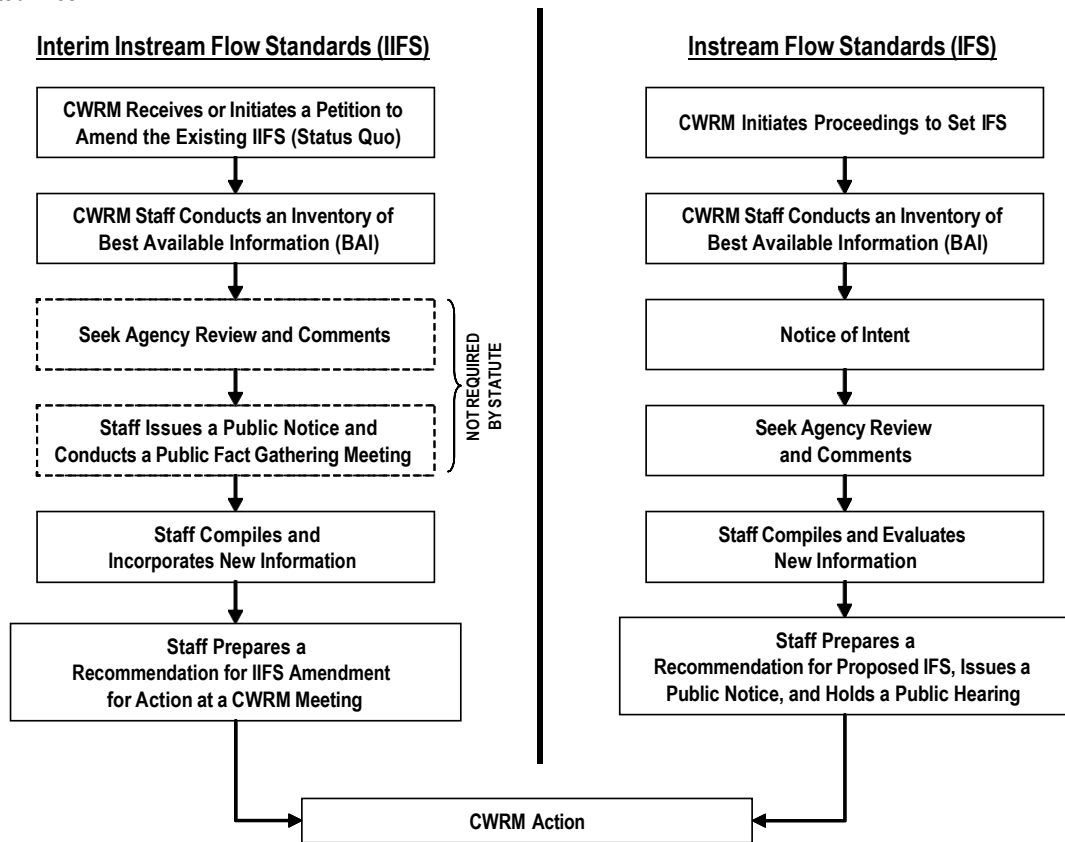 Interim Instream Flow Standards (IIFS)
CWRM Receives or Initiates a Petition to
Amend the Existing IIFS (Status Quo)
CWRM Staff Conducts an Inventory of
Best Available Information (BAI)
Seek Agency Review and Comments
Staff Issues a Public Notice and
Conducts a Public Fact Gathering Meeting
NOT REQUIRED
BY STATUTE
Staff Compiles and
Incorporates New Information
Staff Prepares a
Recommendation for IIFS Amendment
for Action at a CWRM Meeting
Instream Flow Standards (IFS)
CWRM Initiates Proceedings to Set IFS
CWRM Staff Conducts an Inventory of
Best Available Information (BAI)
Notice of Intent
Seek Agency Review
and Comments
Staff Compiles and Evaluates
New Information
Staff Prepares a
Recommendation for Proposed IFS, Issues a
Public Notice, and Holds a Public Hearing
CWRM Action